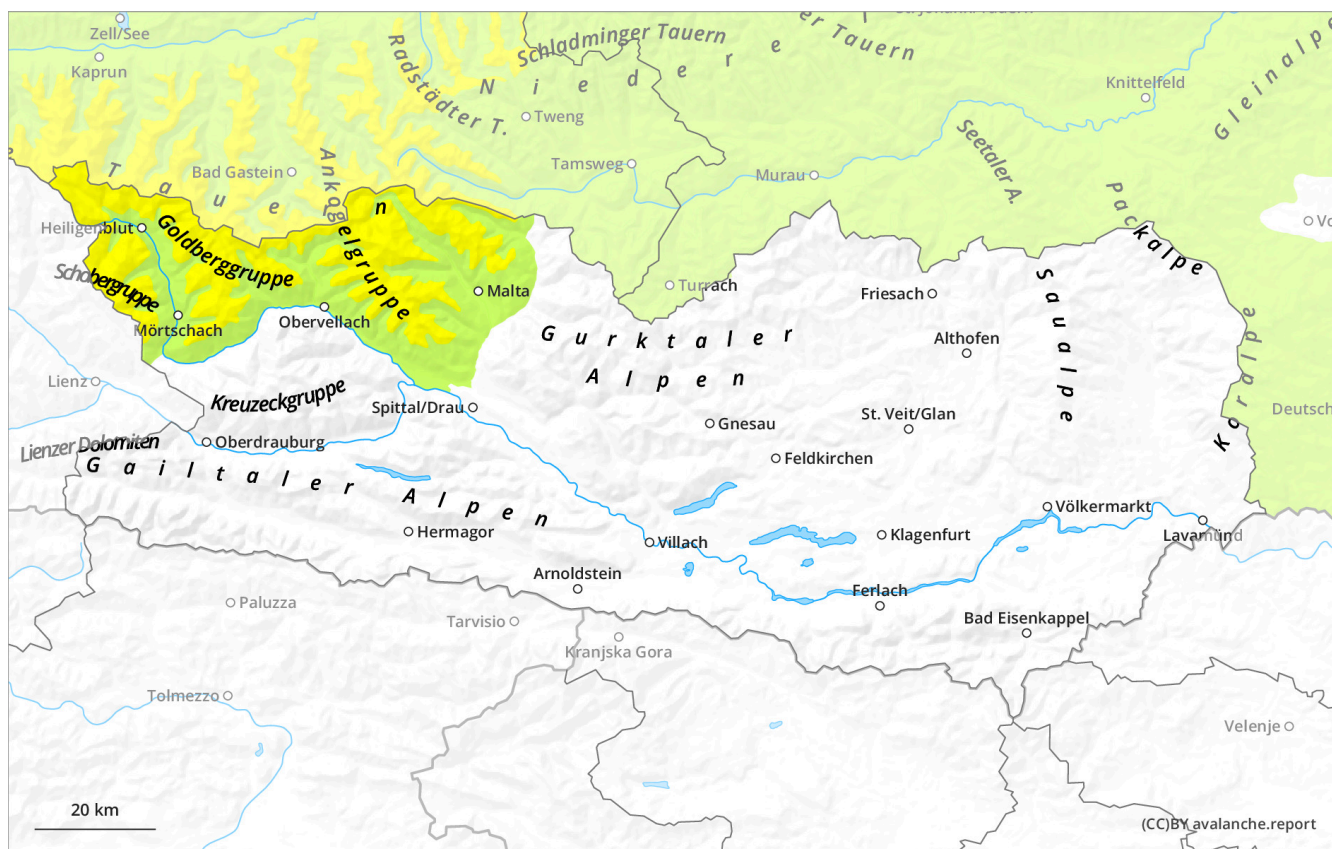 Zell/See
Kaprun
Radstädter T.
Schladminger Tauern
Niedere Tauern
Tweng
Knittelfeld
Gleinalpe
Tauern
Bad Gastein
Ankogelgruppe
Tamsweg
Murau
Seetaler A.
Packalpe
Heiligenblut
Goldberggruppe
Schobergruppe
Malta
Turrach
Friesach
Saualpe
Mörtschach
Obervellach
Gurktaler
Alpen
Althofen
Koralpe
Lienz
Kreuzeckgruppe
Spittal/Drau
Gnesau
St. Veit/Glan
Deutsch
Lienzer Dolomiten
Oberdrauburg
Feldkirchen
Gailtaler Alpen
Hermagor
Villach
Klagenfurt
Völkermarkt
Lavamünd
Arnoldstein
Ferlach
Paluzza
Tarvisio
Kranjska Gora
Bad Eisenkappel
Tolmezzo
Velenje
20 km
(CC)BY avalanche.report